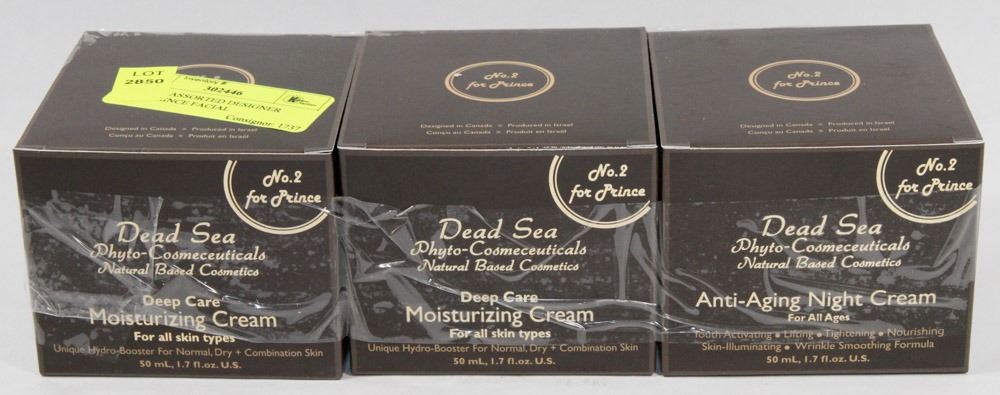 LOT
2850
Inventory #
302446
ASSORTED DESIGNER
FACIAL
Consignor: 1737
No.2
for Prince
Designed in Canada • Produced in Israel
Conçu au Canada • Produit en Israël
No.2
for Prince
Designed in Canada • Produced in Israel
Conçu au Canada • Produit en Israël
Designed in Canada • Produced in Israel
Conçu au Canada • Produit en Israël
No.2
for Prince
Dead Sea
Phyto-Cosmeceuticals
Natural Based Cosmetics
Deep Care
Moisturizing Cream
For all skin types
Unique Hydro-Booster For Normal, Dry + Combination Skin
50 mL, 1.7 fl.oz. U.S.
No.2
for Prince
Dead Sea
Phyto-Cosmeceuticals
Natural Based Cosmetics
Deep Care
Moisturizing Cream
For all skin types
Unique Hydro-Booster For Normal, Dry + Combination Skin
50 mL, 1.7 fl.oz. U.S.
No.2
for Prince
Dead Sea
Phyto-Cosmeceuticals
Natural Based Cosmetics
Anti-Aging Night Cream
For All Ages
Youth Activating • Lifting • Tightening • Nourishing
Skin-Illuminating • Wrinkle Smoothing Formula
50 mL, 1.7 fl.oz. U.S.